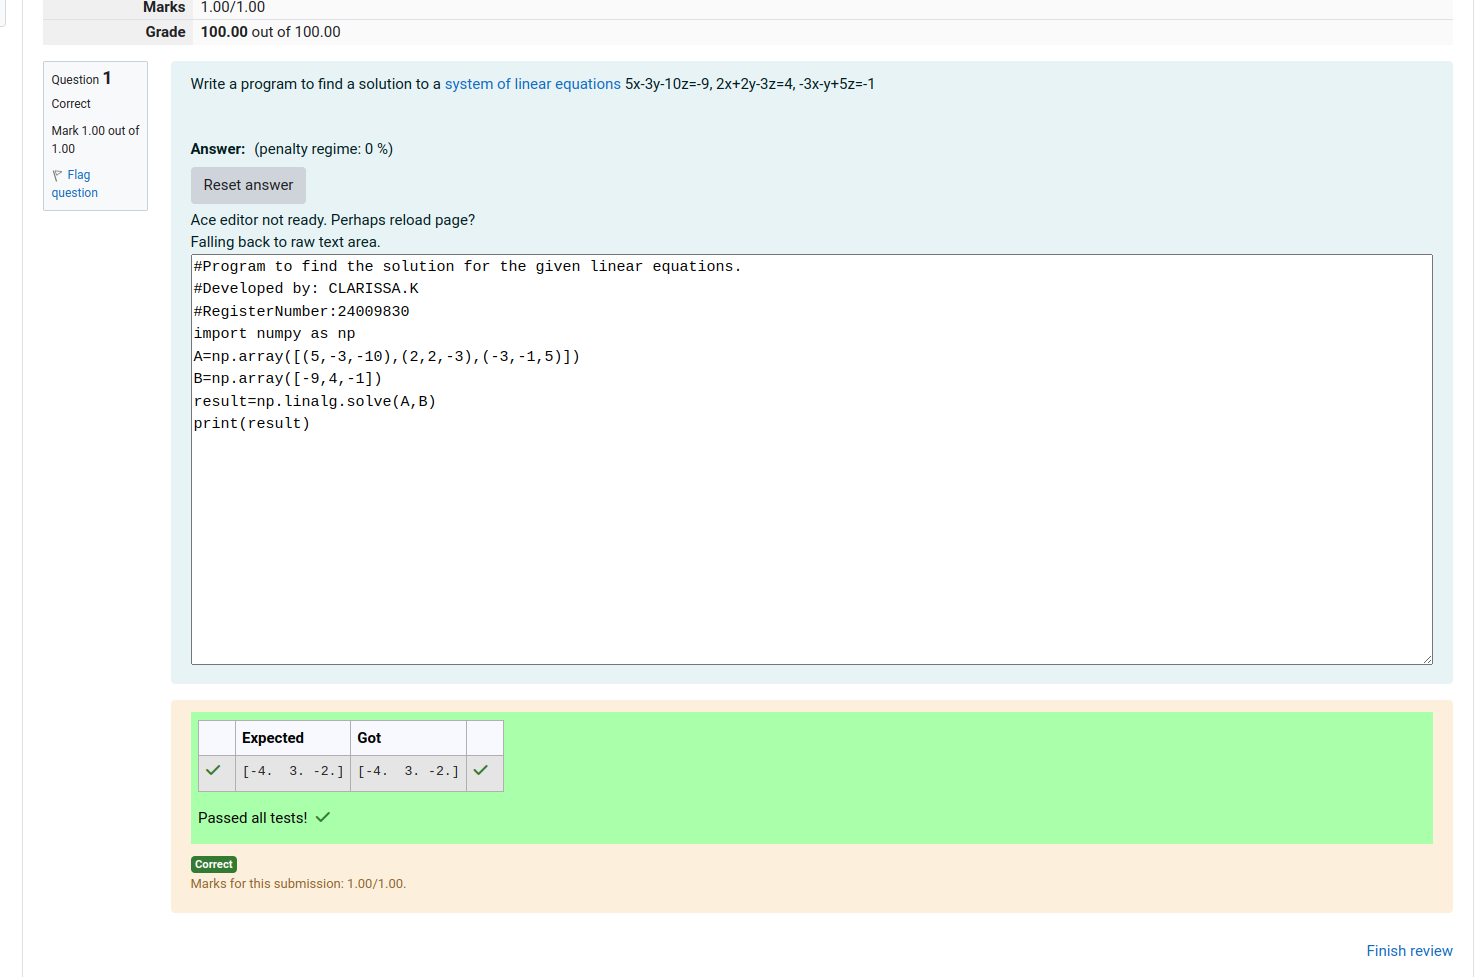 Marks 1.00/1.00
Grade 100.00 out of 100.00
Question 1
Correct
Mark 1.00 out of
1.00
Flag
question
Write a program to find a solution to a system of linear equations 5x-3y-10z=-9, 2x+2y-3z=4, -3x-y+5z=-1
Answer: (penalty regime: 0 %)
Reset answer
Ace editor not ready. Perhaps reload page?
Falling back to raw text area.
#Program to find the solution for the given linear equations.
#Developed by: CLARISSA.K
#RegisterNumber:24009830
import numpy as np
A=np.array([(5,-3,-10),(2,2,-3),(-3,-1,5)])
B=np.array([-9,4,-1])
result=np.linalg.solve(A,B)
print(result)
Expected Got
[-4.  3. -2.] [-4.  3. -2.]
Passed all tests!
Correct
Marks for this submission: 1.00/1.00.
Finish review